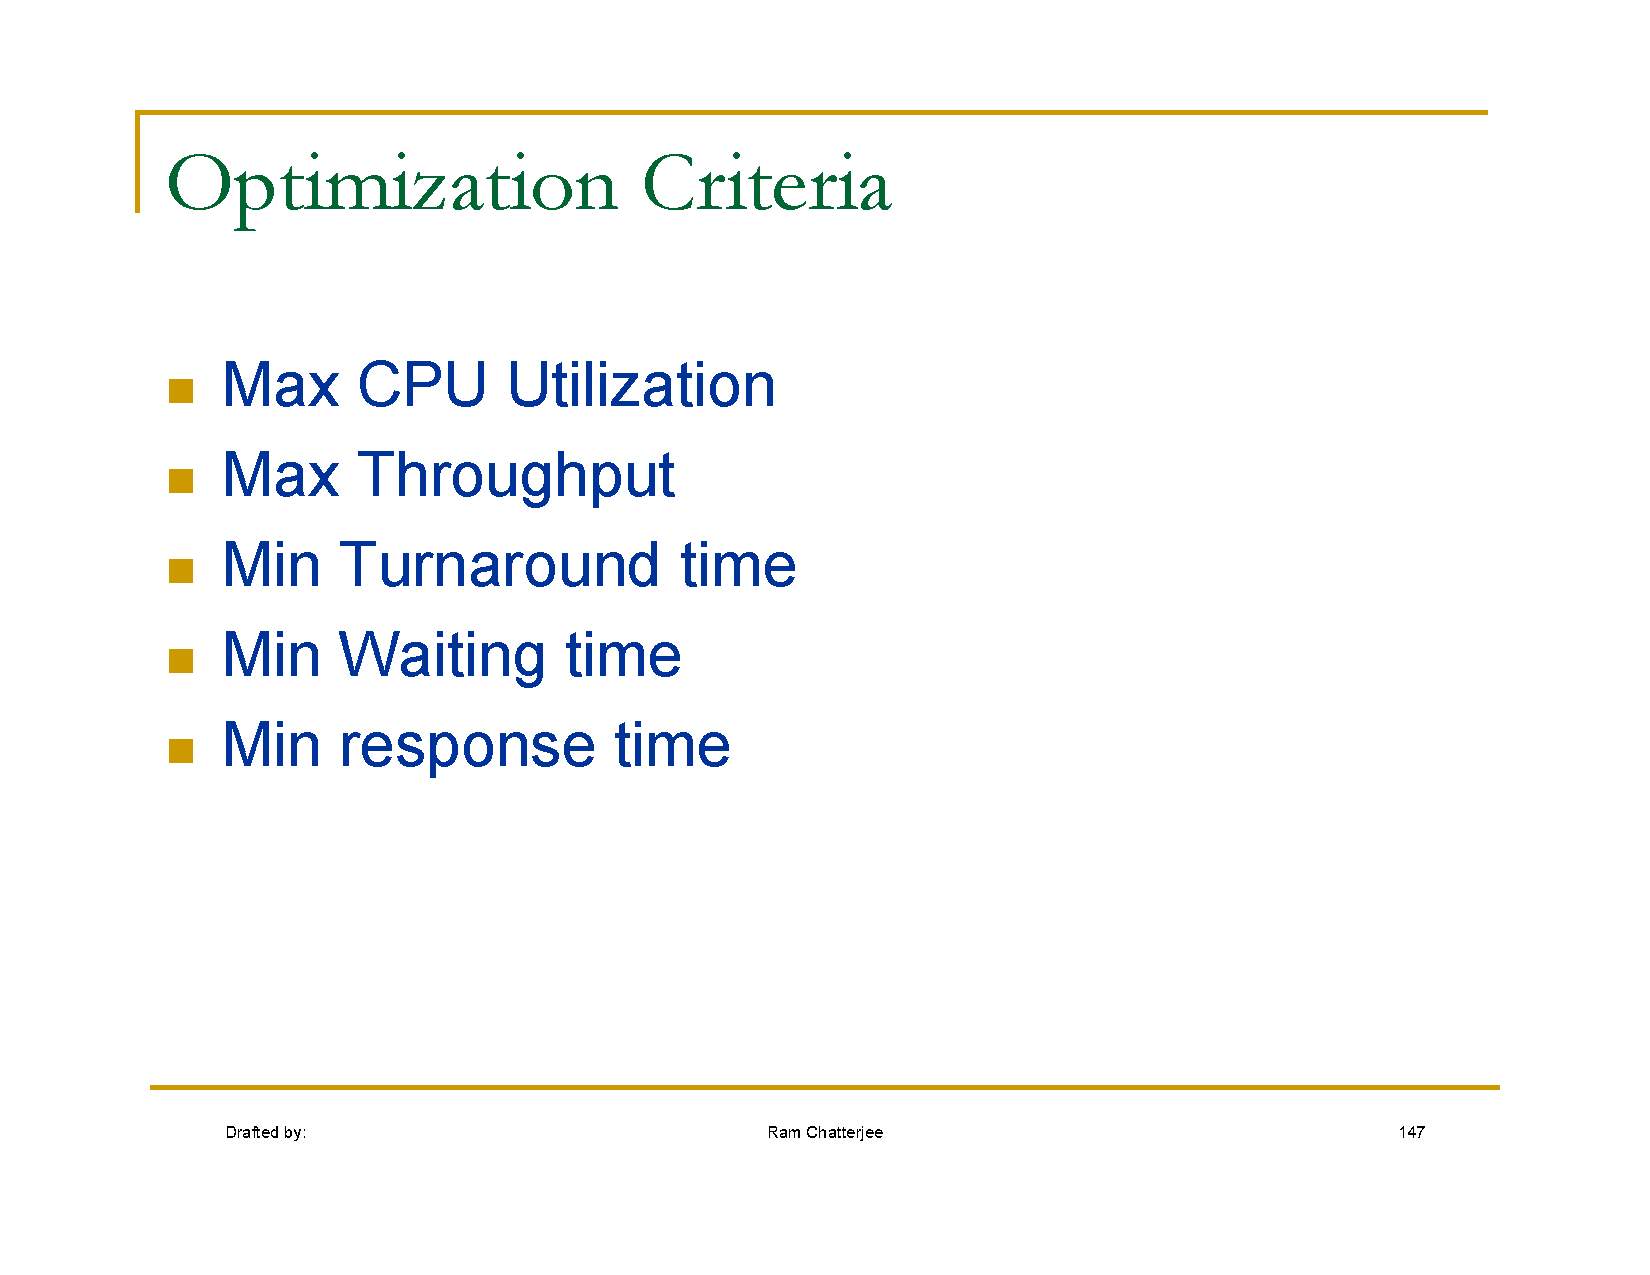 Optimization Criteria
Max CPU Utilization
Max Throughput
Min Turnaround time
Min Waiting time
Min response time
Drafted by: Ram Chatterjee 147